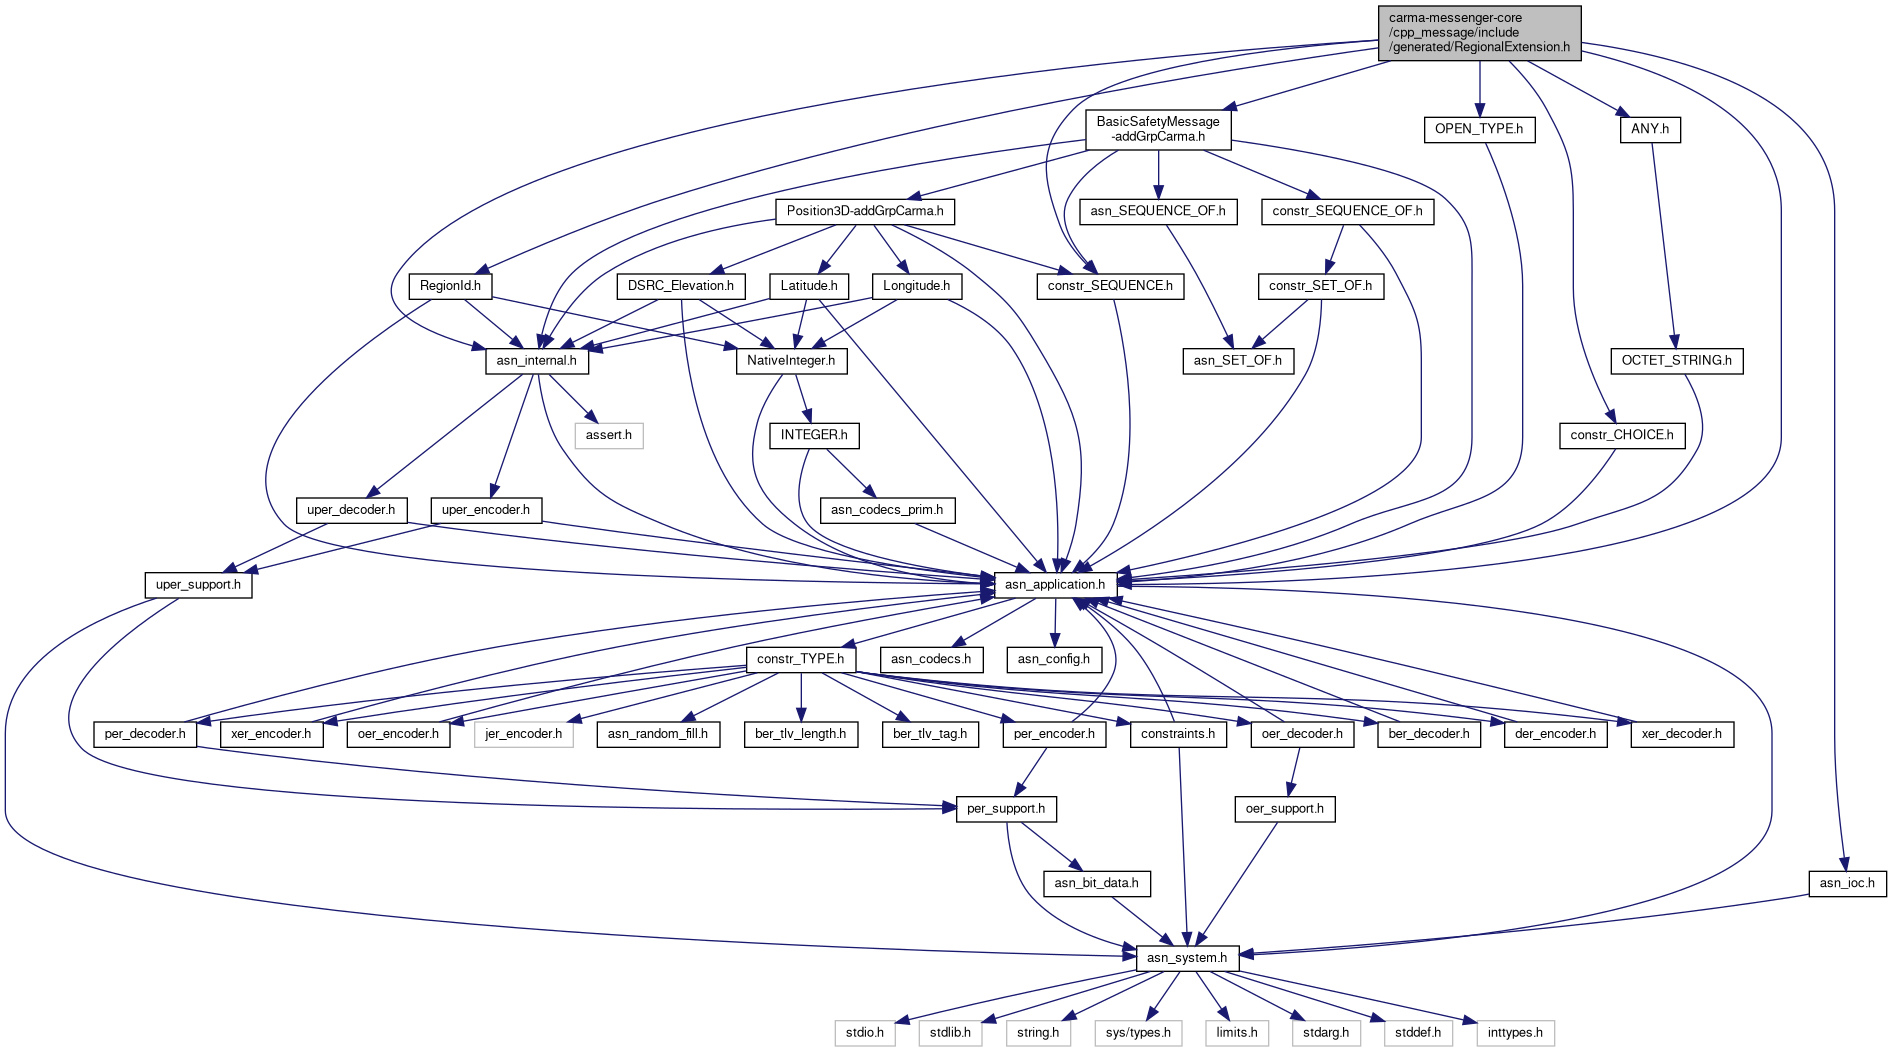 carma-messenger-core
/cpp_message/include
/generated/RegionalExtension.h
BasicSafetyMessage
-addGrpCarma.h
OPEN_TYPE.h
ANY.h
Position3D-addGrpCarma.h
asn_SEQUENCE_OF.h
constr_SEQUENCE_OF.h
RegionId.h
DSRC_Elevation.h
Latitude.h
Longitude.h
constr_SEQUENCE.h
constr_SET_OF.h
asn_internal.h
NativeInteger.h
asn_SET_OF.h
OCTET_STRING.h
assert.h
INTEGER.h
constr_CHOICE.h
uper_decoder.h
uper_encoder.h
asn_codecs_prim.h
uper_support.h
asn_application.h
constr_TYPE.h
asn_codecs.h
asn_config.h
per_decoder.h
xer_encoder.h
oer_encoder.h
jer_encoder.h
asn_random_fill.h
ber_tlv_length.h
ber_tlv_tag.h
per_encoder.h
constraints.h
oer_decoder.h
ber_decoder.h
der_encoder.h
xer_decoder.h
per_support.h
oer_support.h
asn_bit_data.h
asn_ioc.h
asn_system.h
stdio.h
stdlib.h
string.h
sys/types.h
limits.h
stdarg.h
stddef.h
inttypes.h